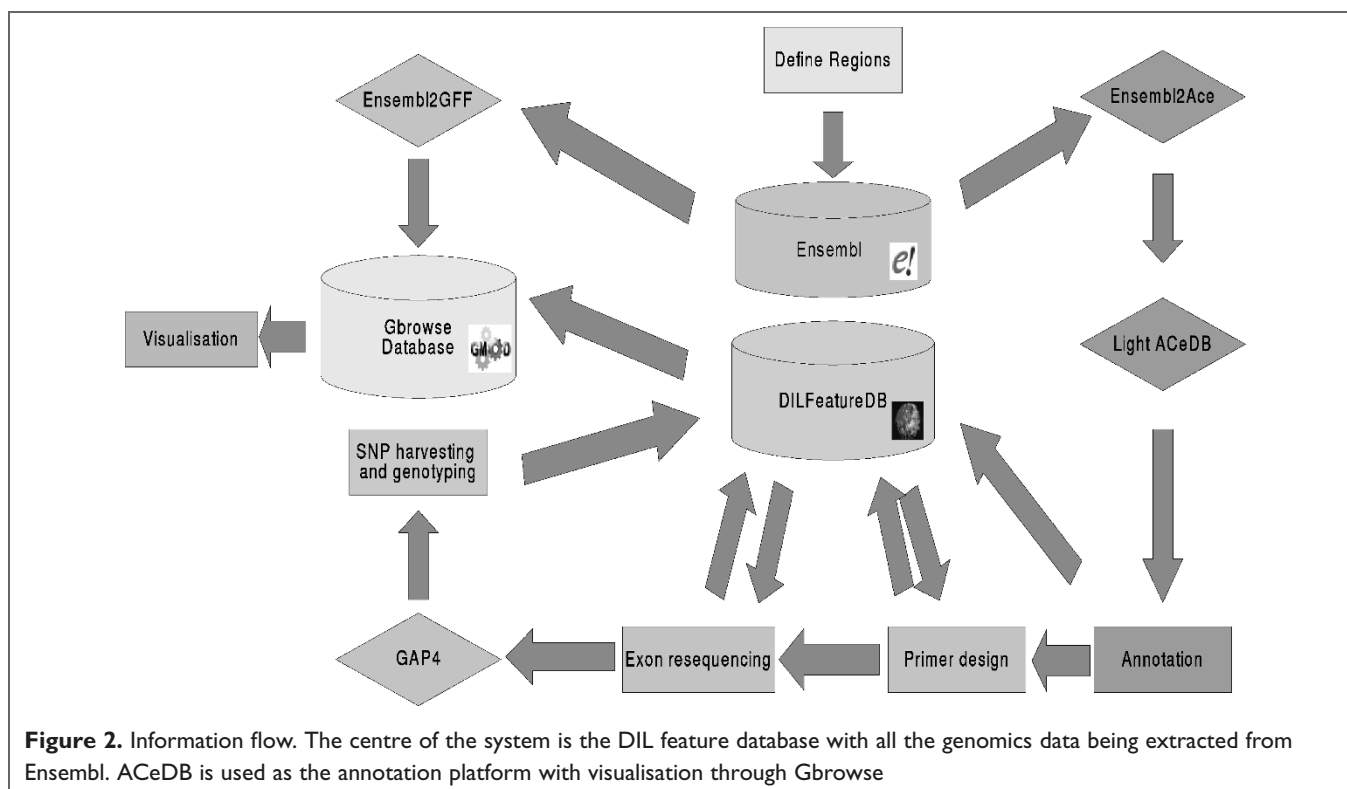 Define Regions
Ensembl2GFF
Ensembl2Ace
Ensembl
e!
Gbrowse
Database
GMOD
Visualisation
Light ACeDB
DILFeatureDB
SNP harvesting
and genotyping
GAP4
Exon resequencing
Primer design
Annotation
Figure 2. Information flow. The centre of the system is the DIL feature database with all the genomics data being extracted from
Ensembl. ACeDB is used as the annotation platform with visualisation through Gbrowse